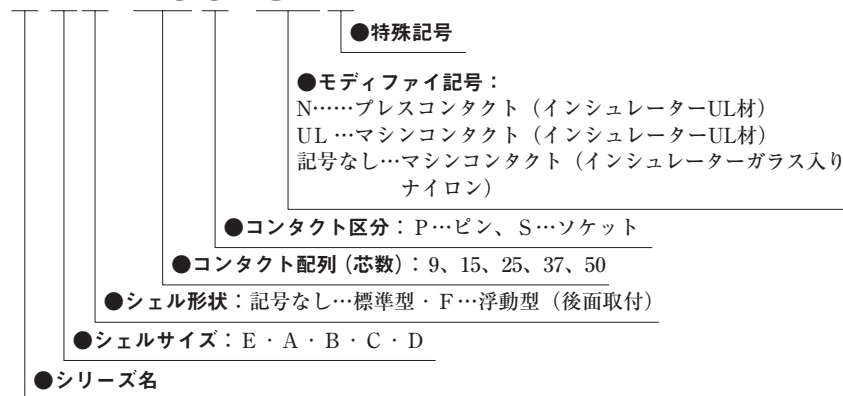 ●特殊記号
●モディファイ記号：
N……プレスコンタクト（インシュレーターUL材）
UL…マシンコンタクト（インシュレーターUL材）
記号なし…マシンコンタクト（インシュレーターガラス入り
ナイロン）
●コンタクト区分：P…ピン、S…ソケット
●コンタクト配列（芯数）：9、15、25、37、50
●シェル形状：記号なし…標準型・F…浮動型（後面取付）
●シェルサイズ：E・A・B・C・D
●シリーズ名